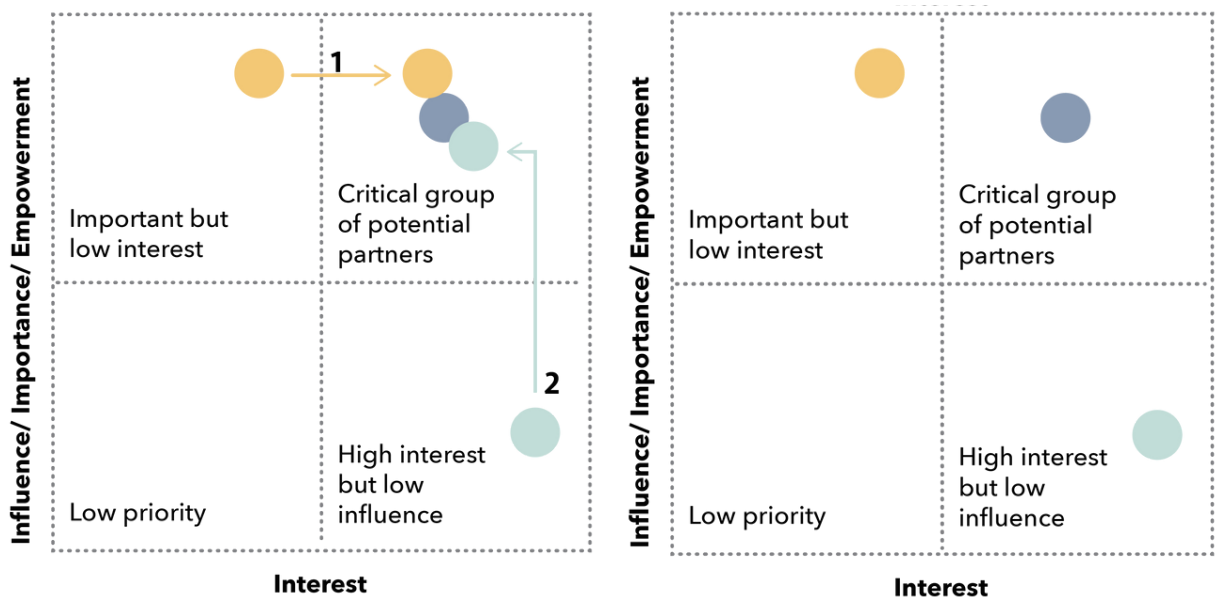 1
Important but
low interest
Critical group
of potential
partners
2
Low priority
High interest
but low
influence
Influence/ Importance/ Empowerment
Interest
Important but
low interest
Critical group
of potential
partners
Low priority
High interest
but low
influence
Influence/ Importance/ Empowerment
Interest